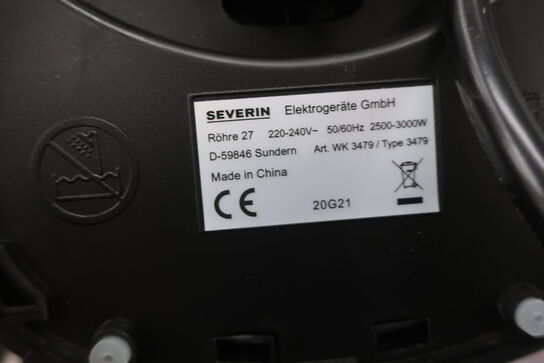 SEVERIN Elektrogeräte GmbH
Röhre 27 220-240V~ 50/60Hz 2500-3000W
D-59846 Sundern Art. WK 3479 / Type 3479
Made in China
CE 20G21